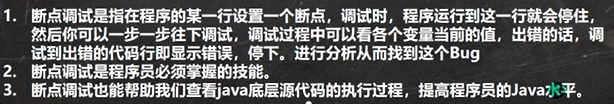 1. 断点调试是指在程序的某一行设置一个断点，调试时，程序运行到这一行就会停住，
然后你可以一步一步往下调试，调试过程中可以看各个变量当前的值，出错的话，调
试到出错的代码行即显示错误，停下。进行分析从而找到这个Bug
2. 断点调试是程序员必须掌握的技能。
3. 断点调试也能帮助我们查看java底层源代码的执行过程，提高程序员的Java水平。